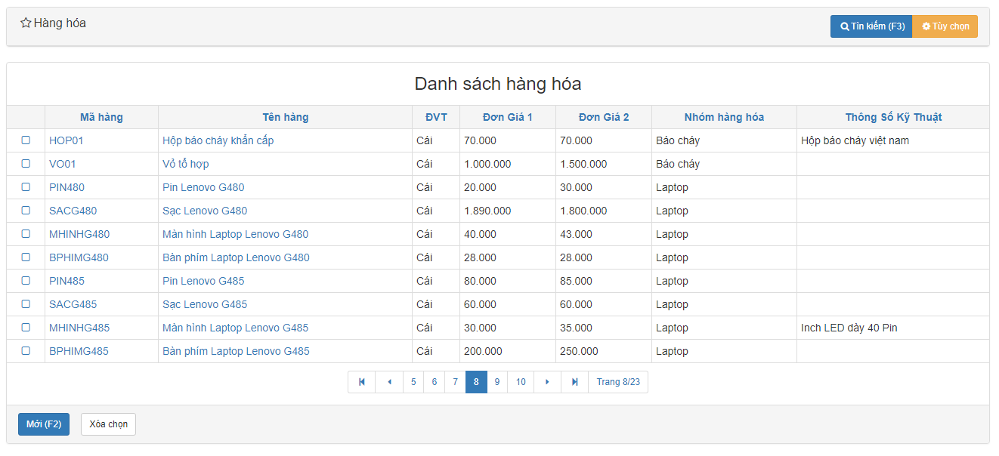 Hàng hóa
Tìn kiếm (F3) Tùy chọn
Danh sách hàng hóa
Mã hàng Tên hàng ĐVT Đơn Giá 1 Đơn Giá 2 Nhóm hàng hóa Thông Số Kỹ Thuật
HOP01 Hộp báo cháy khẩn cấp Cái 70.000 70.000 Báo cháy Hộp báo cháy việt nam
VO01 Vỏ tổ hợp Cái 1.000.000 1.500.000 Báo cháy
PIN480 Pin Lenovo G480 Cái 20.000 30.000 Laptop
SACG480 Sạc Lenovo G480 Cái 1.890.000 1.800.000 Laptop
MHINHG480 Màn hình Laptop Lenovo G480 Cái 40.000 43.000 Laptop
BPHIMG480 Bàn phím Laptop Lenovo G480 Cái 28.000 28.000 Laptop
PIN485 Pin Lenovo G485 Cái 80.000 85.000 Laptop
SACG485 Sạc Lenovo G485 Cái 60.000 60.000 Laptop
MHINHG485 Màn hình Laptop Lenovo G485 Cái 30.000 35.000 Laptop Inch LED dày 40 Pin
BPHIMG485 Bàn phím Laptop Lenovo G485 Cái 200.000 250.000 Laptop
5 6 7 8 9 10 Trang 8/23
Mới (F2) Xóa chọn